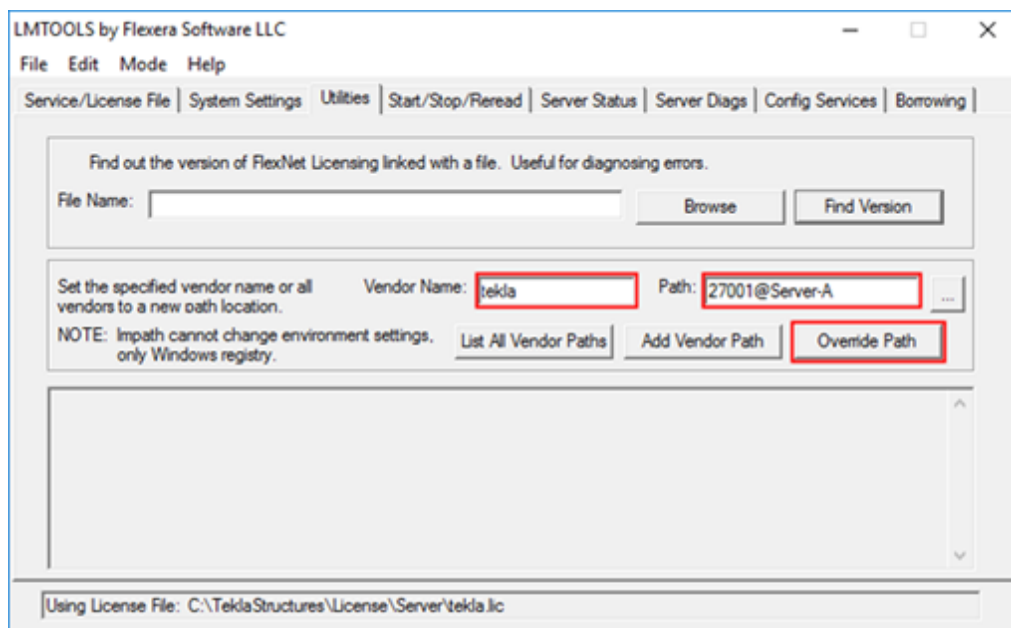 LMTOOLS by Flexera Software LLC
File Edit Mode Help
Service/License File System Settings Utilities Start/Stop/Reread Server Status Server Diags Config Services Borrowing
Find out the version of FlexNet Licensing linked with a file. Useful for diagnosing errors.
File Name: Browse Find Version
Set the specified vendor name or all Vendor Name: tekla Path: 27001@Server-A ...
vendors to a new path location.
NOTE: lmpath cannot change environment settings, List All Vendor Paths Add Vendor Path Override Path
only Windows registry.
Using License File: C:\TeklaStructures\License\Server\tekla.lic